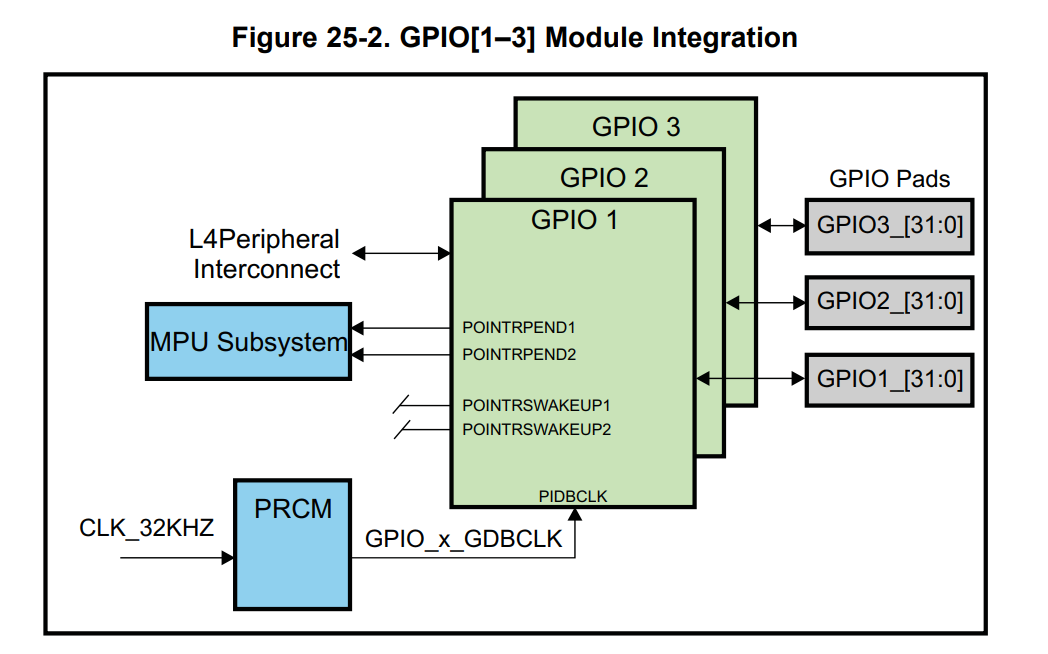 Figure 25-2. GPIO[1–3] Module Integration
GPIO 3
GPIO 2
GPIO 1
GPIO Pads
GPIO3_[31:0]
GPIO2_[31:0]
GPIO1_[31:0]
L4Peripheral
Interconnect
MPU Subsystem
POINTRPEND1
POINTRPEND2
POINTRSWAKEUP1
POINTRSWAKEUP2
PIDBCLK
PRCM
CLK_32KHZ
GPIO_x_GDBCLK